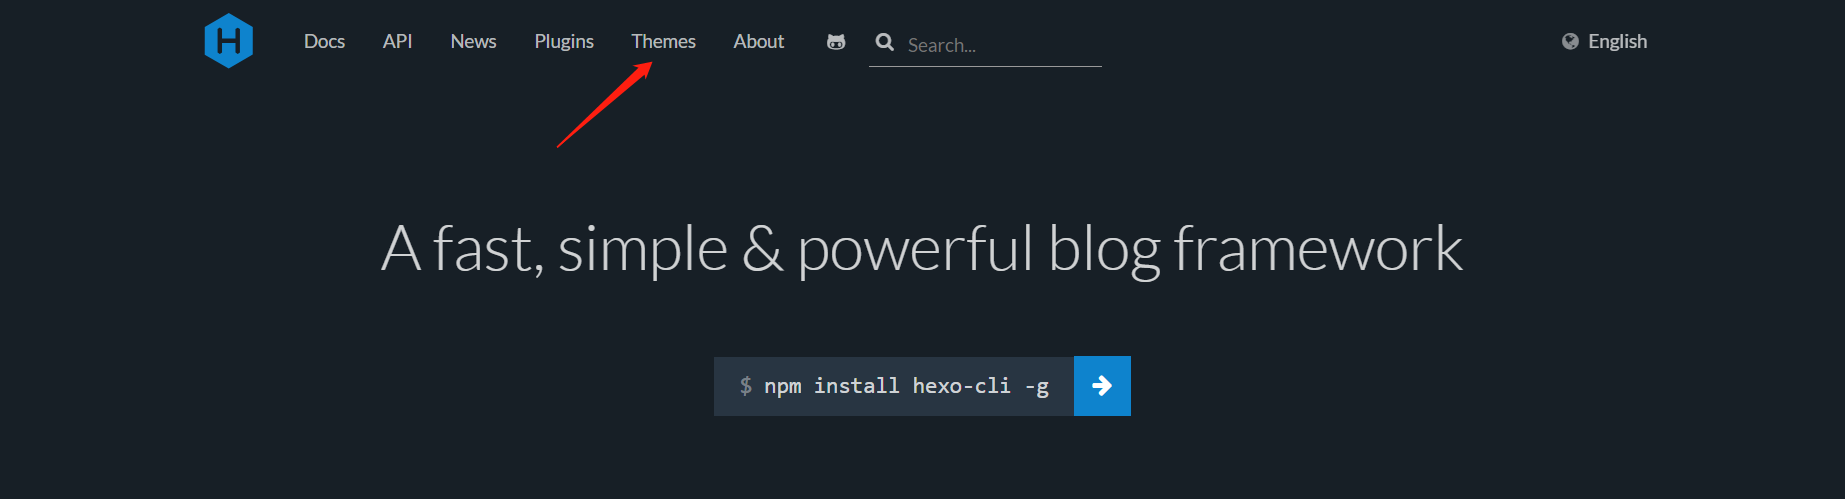 H Docs API News Plugins Themes About Search... English
A fast, simple & powerful blog framework
$ npm install hexo-cli -g